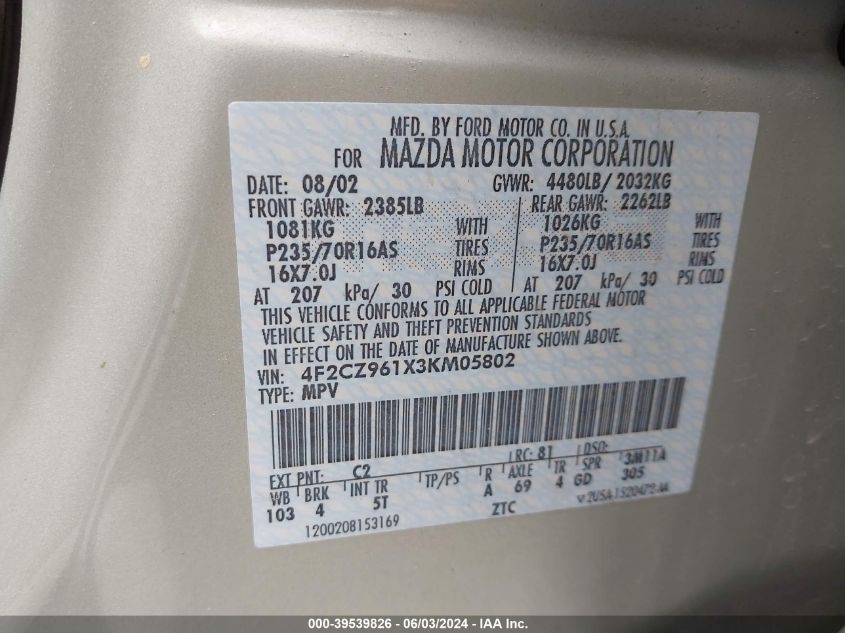 MFD. BY FORD MOTOR CO. IN U.S.A.
FOR MAZDA MOTOR CORPORATION
DATE: 08/02 GVWR: 4480LB/ 2032KG
FRONT GAWR: 2385LB REAR GAWR: 2262LB
1081KG WITH 1026KG WITH
P235/70R16AS TIRES P235/70R16AS TIRES
16X7.0J RIMS 16X7.0J RIMS
AT 207 kPa/ 30 PSI COLD AT 207 kPa/ 30 PSI COLD
THIS VEHICLE CONFORMS TO ALL APPLICABLE FEDERAL MOTOR
VEHICLE SAFETY AND THEFT PREVENTION STANDARDS
IN EFFECT ON THE DATE OF MANUFACTURE SHOWN ABOVE.
VIN: 4F2CZ961X3KM05802
TYPE: MPV
EXT PNT: C2 RC: 81 DSO:
WB BRK INT TR TP/PS R AXLE TR SPR 3M11A
103 4 5T A 69 4 GD 305
1200208153169 ZTC
000-39539826 - 06/03/2024 - IAA Inc.